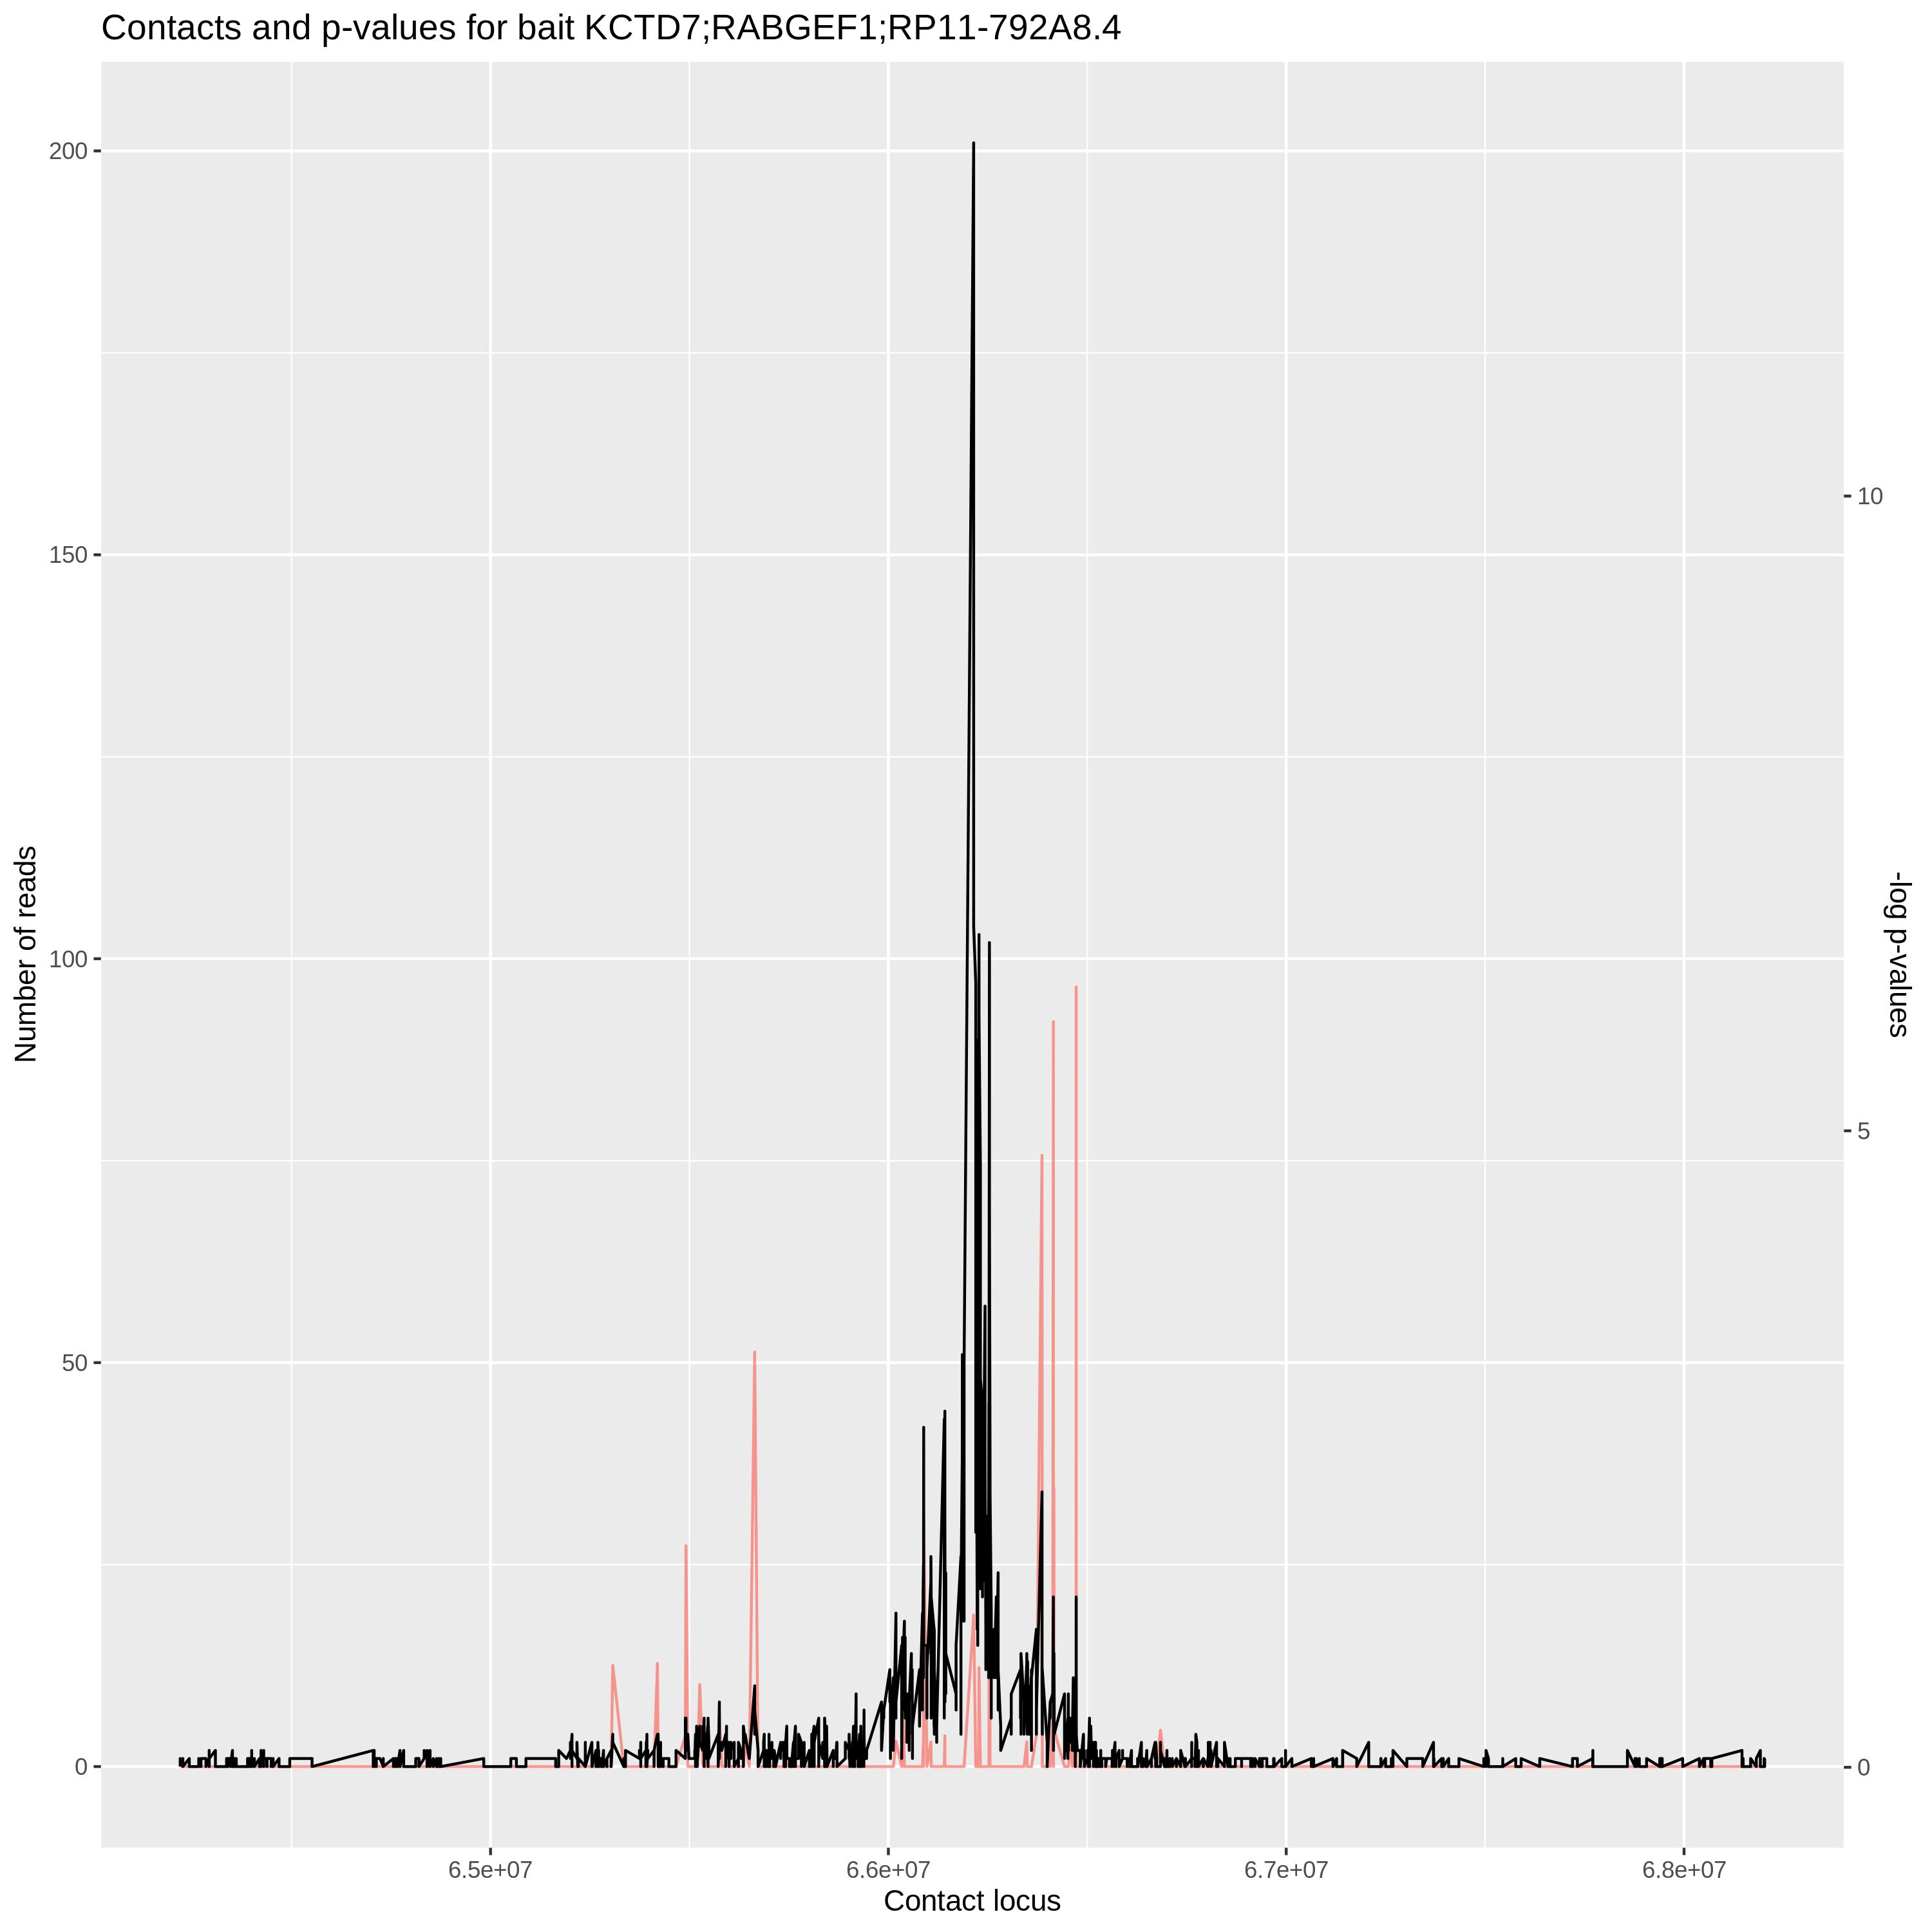 Contacts and p-values for bait KCTD7;RABGEF1;RP11-792A8.4
200
150
100
50
0
Number of reads
10
5
0
-log p-values
6.5e+07
6.6e+07
6.7e+07
6.8e+07
Contact locus